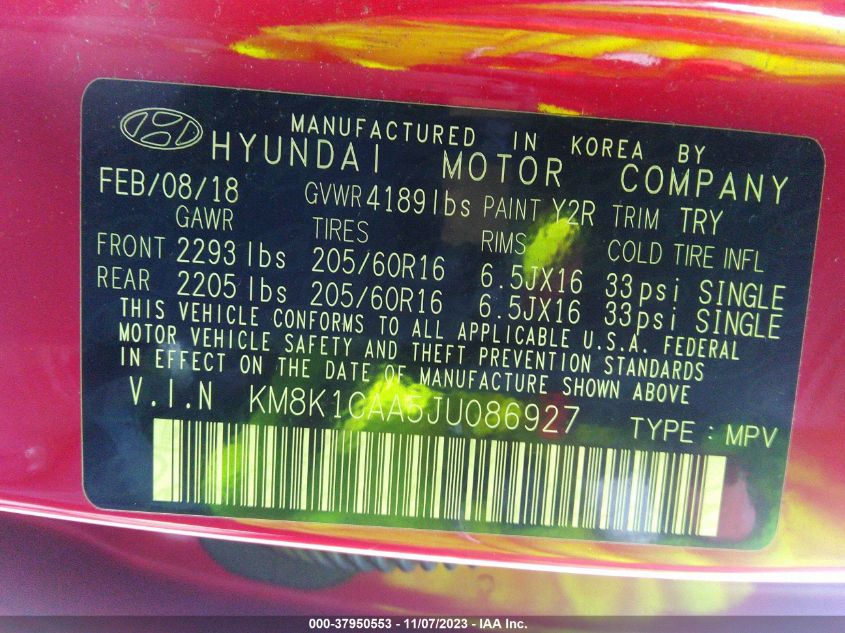 MANUFACTURED IN KOREA BY
HYUNDAI MOTOR COMPANY
FEB/08/18 GVWR 4189lbs PAINT Y2R TRIM TRY
GAWR TIRES RIMS COLD TIRE INFL
FRONT 2293 lbs 205/60R16 6.5JX16 33psi SINGLE
REAR 2205 lbs 205/60R16 6.5JX16 33psi SINGLE
THIS VEHICLE CONFORMS TO ALL APPLICABLE U.S.A. FEDERAL
MOTOR VEHICLE SAFETY AND THEFT PREVENTION STANDARDS
IN EFFECT ON THE DATE OF MANUFACTURE SHOWN ABOVE
V.I.N KM8K1CAA5JU086927 TYPE : MPV
000-37950553 — 11/07/2023 - IAA Inc.